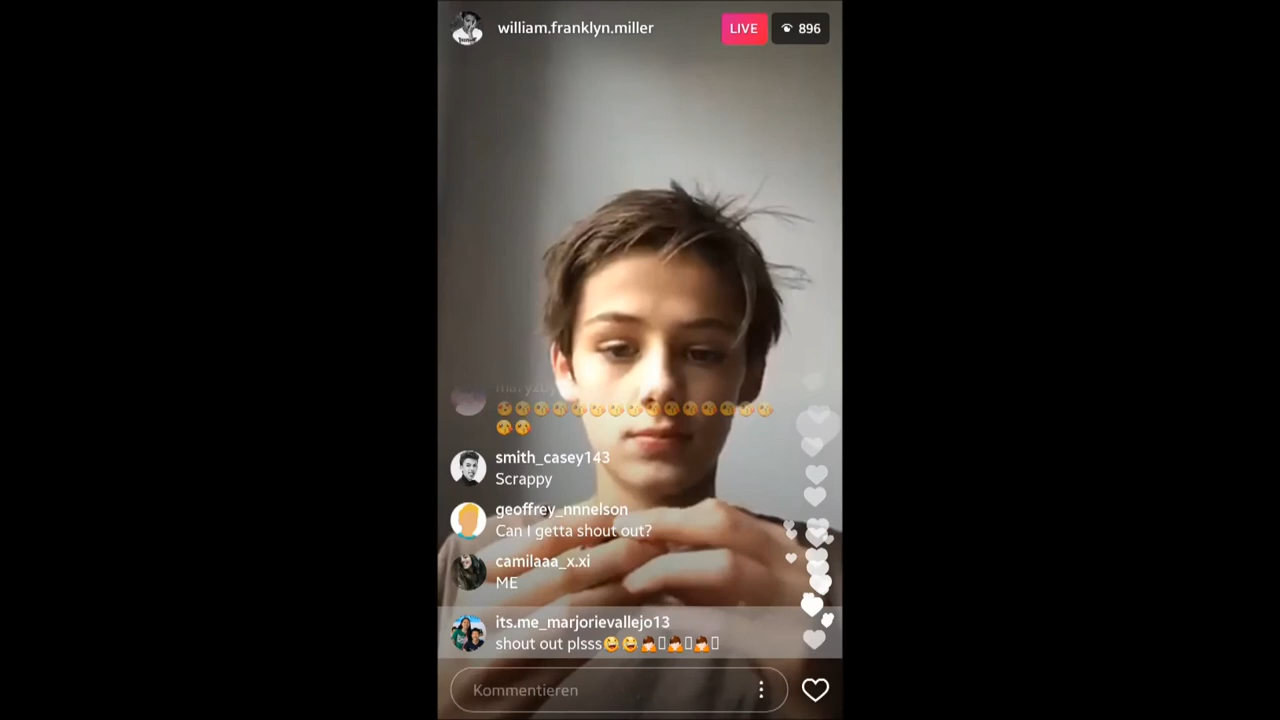 william.franklyn.miller
LIVE 896
😘😘😘😘😘😘😘😘😘😘😘😘😘😘😘
😘😘
smith_casey143
Scrappy
geoffrey_nnnelson
Can I getta shout out?
camilaaa_x.xi
ME
its.me_marjorievallejo13
shout out plsss😂😂🙇▯🙇▯🙇▯
Kommentieren